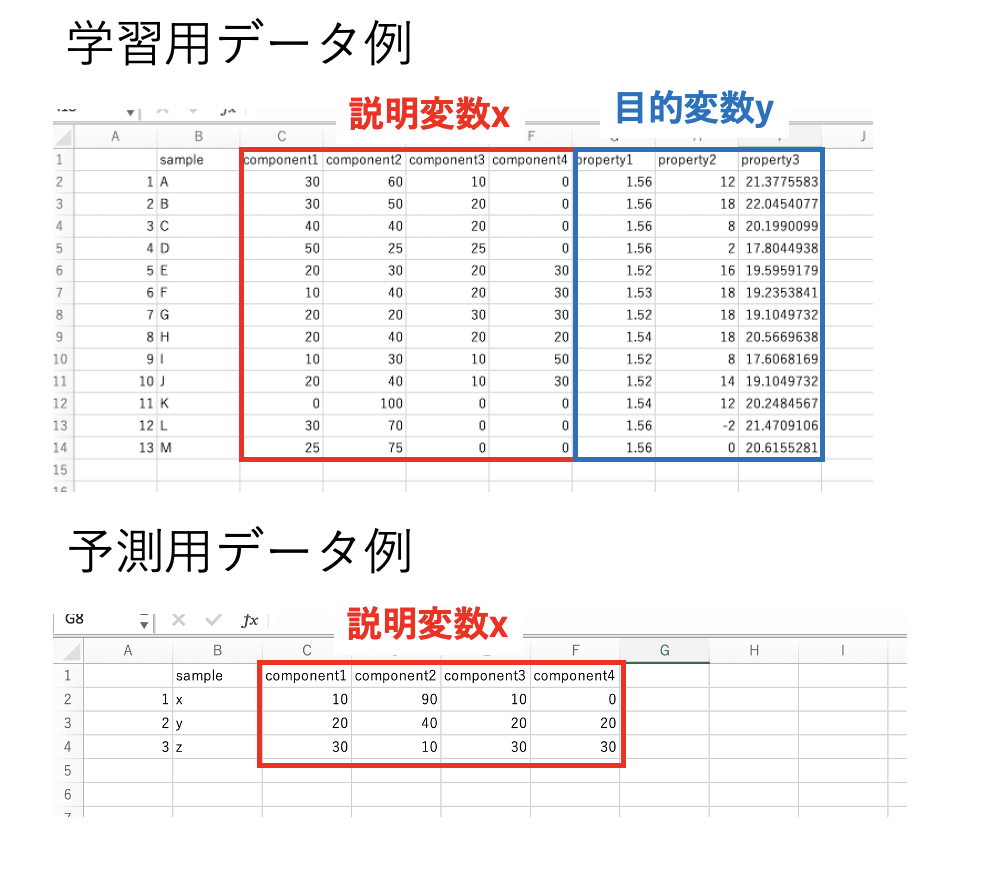 学習用データ例
説明変数x
目的変数y
A B C F J
1 sample component1 component2 component3 component4 property1 property2 property3
2 1 A 30 60 10 0 1.56 12 21.3775583
3 2 B 30 50 20 0 1.56 18 22.0454077
4 3 C 40 40 20 0 1.56 8 20.1990099
5 4 D 50 25 25 0 1.56 2 17.8044938
6 5 E 20 30 20 30 1.52 16 19.5959179
7 6 F 10 40 20 30 1.53 18 19.2353841
8 7 G 20 20 30 30 1.52 18 19.1049732
9 8 H 20 40 20 20 1.54 18 20.5669638
10 9 I 10 30 10 50 1.52 8 17.6068169
11 10 J 20 40 10 30 1.52 14 19.1049732
12 11 K 0 100 0 0 1.54 12 20.2484567
13 12 L 30 70 0 0 1.56 -2 21.4709106
14 13 M 25 75 0 0 1.56 0 20.6155281
15
16
予測用データ例
G8 fx
説明変数x
A B C F G H I
1 sample component1 component2 component3 component4
2 1 x 10 90 10 0
3 2 y 20 40 20 20
4 3 z 30 10 30 30
5
6